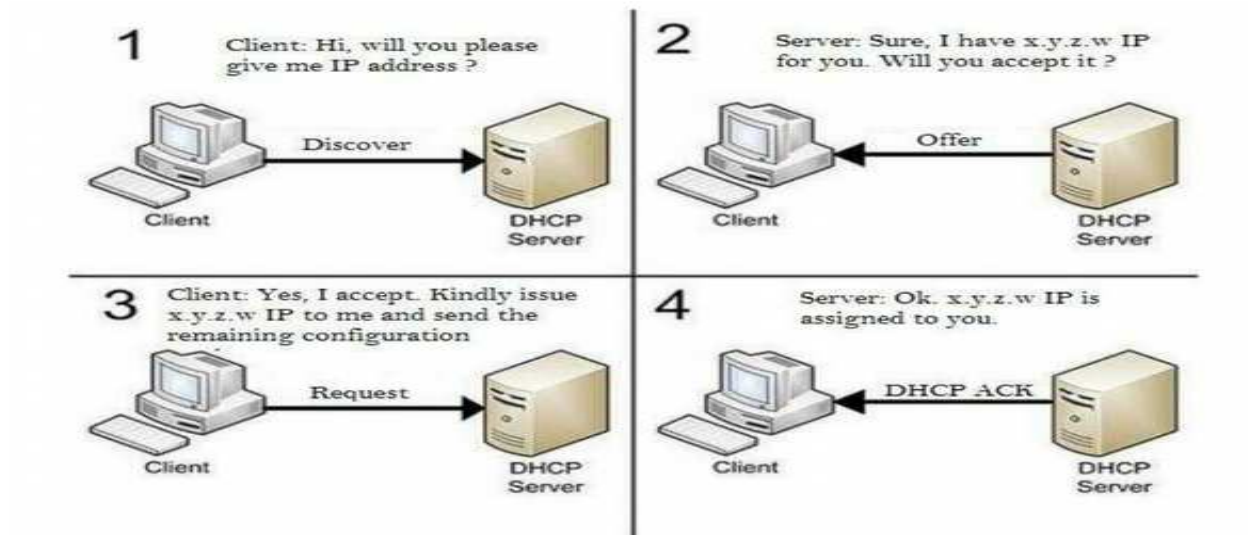 1
Client: Hi, will you please
give me IP address ?
Discover
Client
DHCP
Server
2
Server: Sure, I have x.y.z.w IP
for you. Will you accept it ?
Offer
Client
DHCP
Server
3
Client: Yes, I accept. Kindly issue
x.y.z.w IP to me and send the
remaining configuration
Request
Client
DHCP
Server
4
Server: Ok. x.y.z.w IP is
assigned to you.
DHCP ACK
Client
DHCP
Server